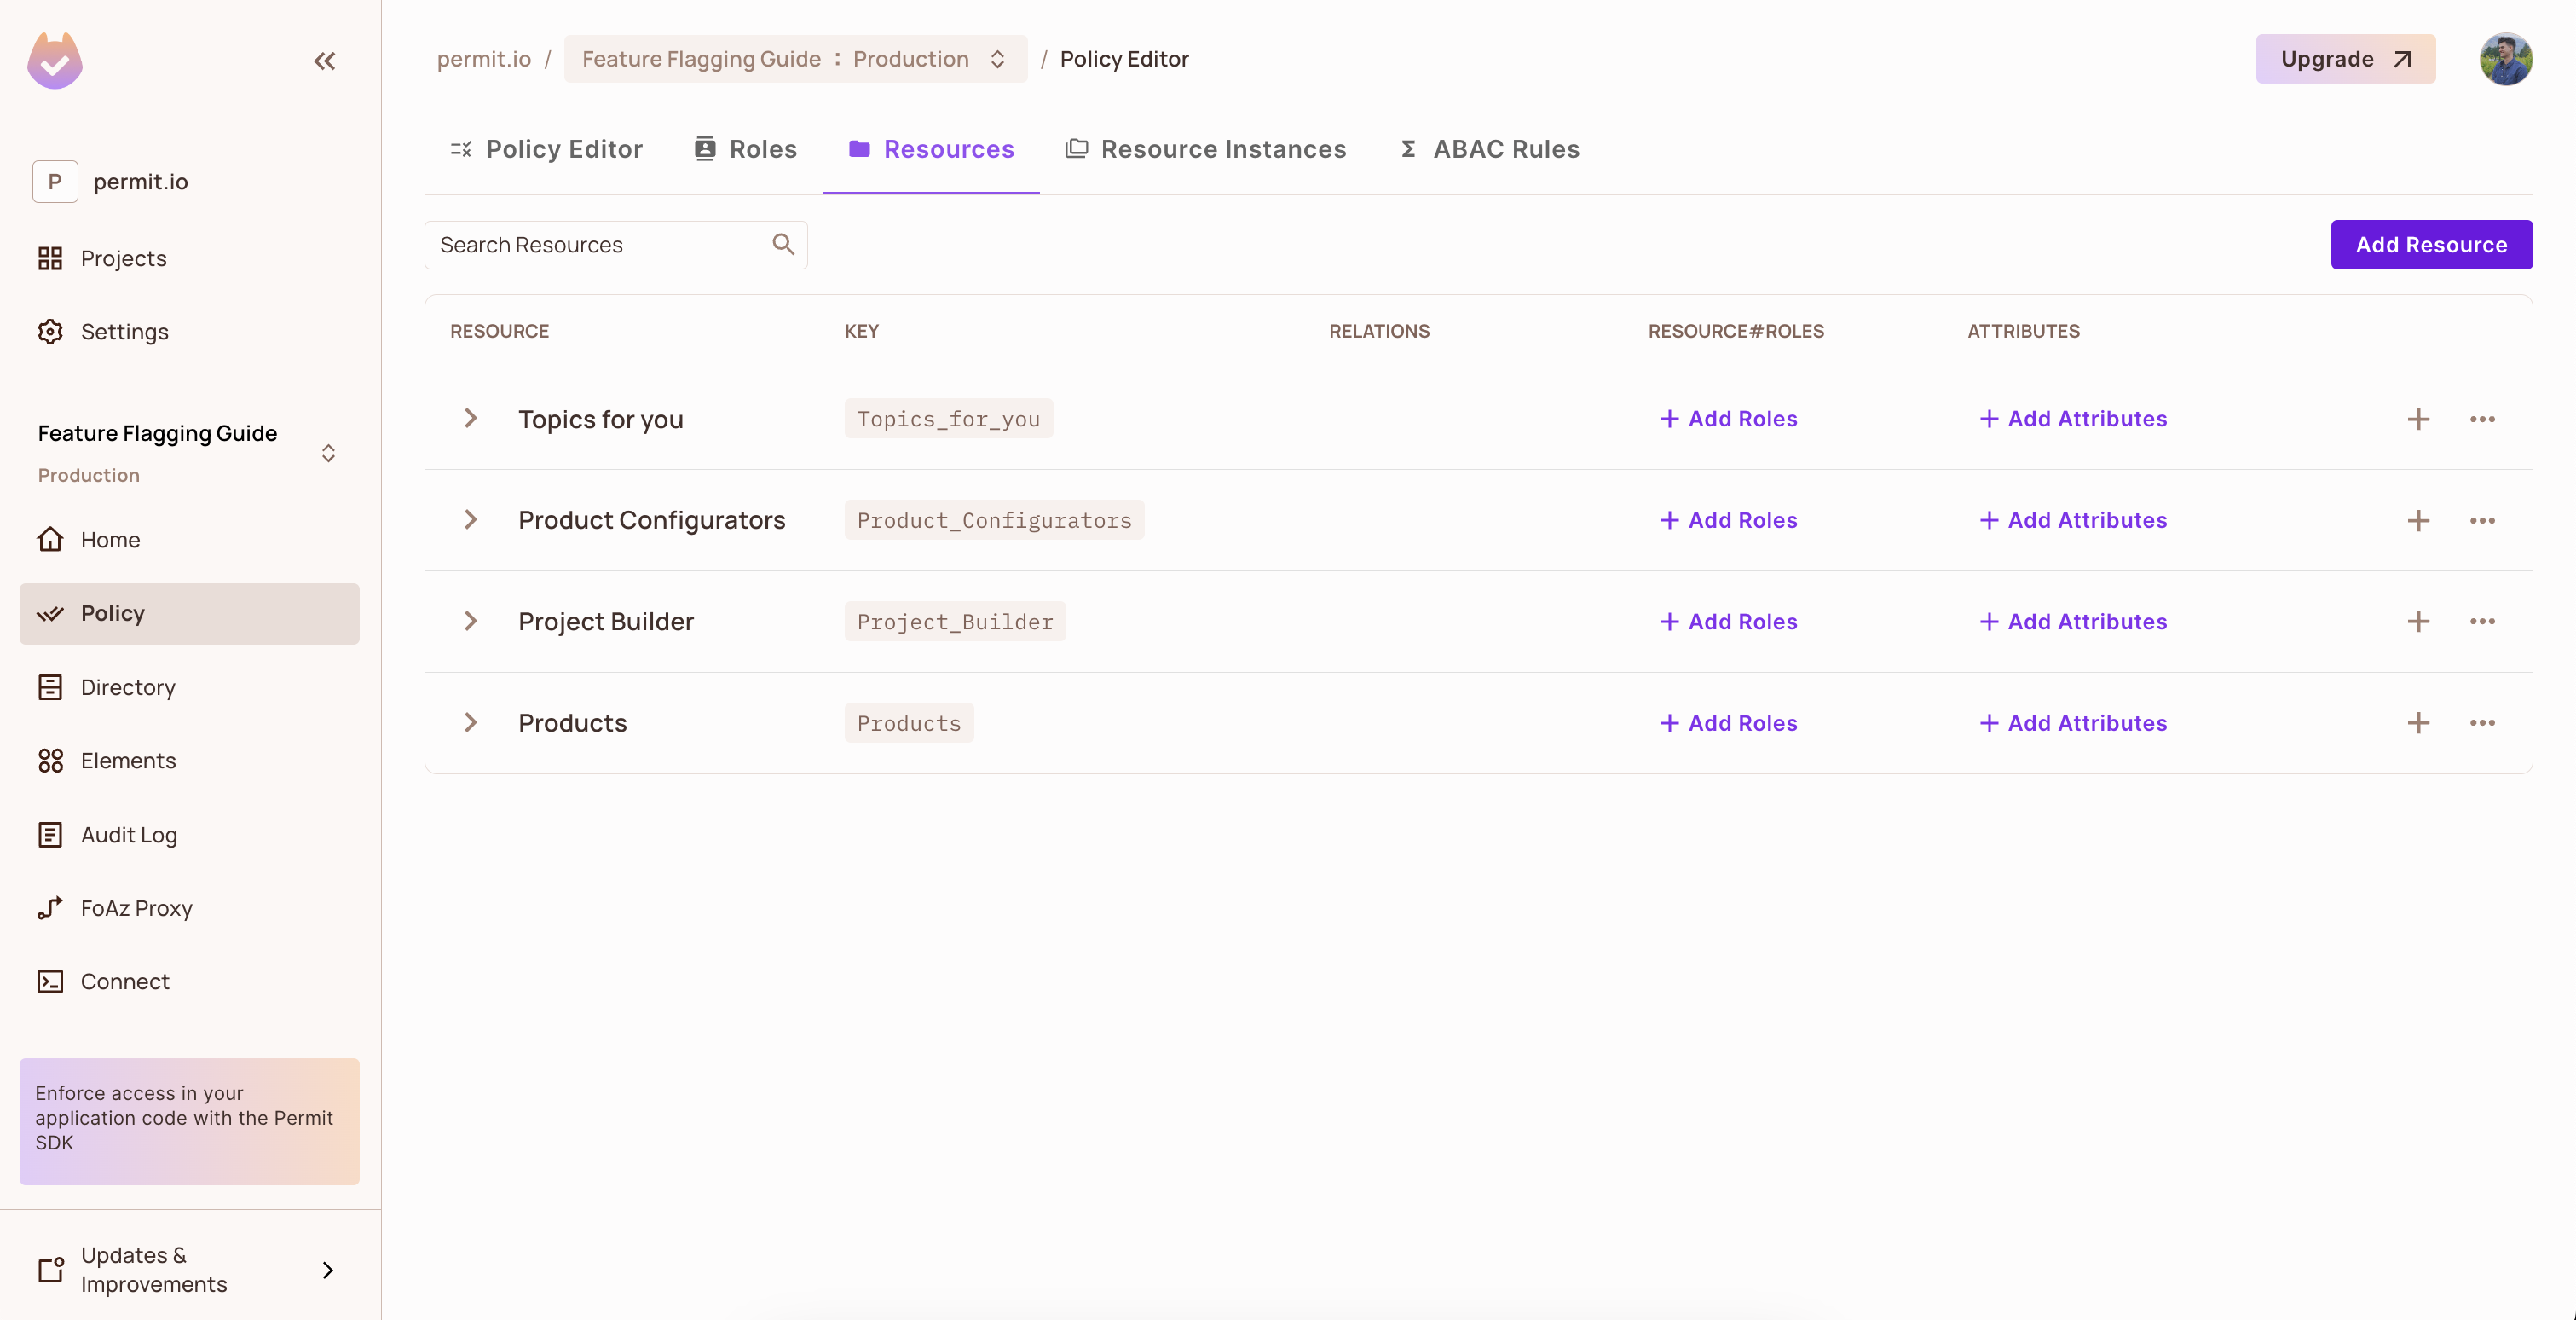 permit.io / Feature Flagging Guide : Production / Policy Editor
Upgrade
P permit.io
Projects
Settings
Feature Flagging Guide
Production
Home
Policy
Directory
Elements
Audit Log
FoAz Proxy
Connect
Enforce access in your
application code with the Permit
SDK
Updates &
Improvements
Policy Editor Roles Resources Resource Instances ABAC Rules
Search Resources Add Resource
RESOURCE KEY RELATIONS RESOURCE#ROLES ATTRIBUTES
Topics for you Topics_for_you + Add Roles + Add Attributes
Product Configurators Product_Configurators + Add Roles + Add Attributes
Project Builder Project_Builder + Add Roles + Add Attributes
Products Products + Add Roles + Add Attributes